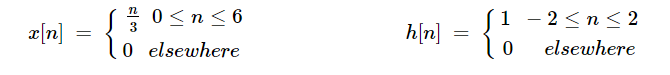 x[n] = { n/3 0 ≤ n ≤ 6
0 elsewhere
h[n] = { 1 − 2 ≤ n ≤ 2
0 elsewhere